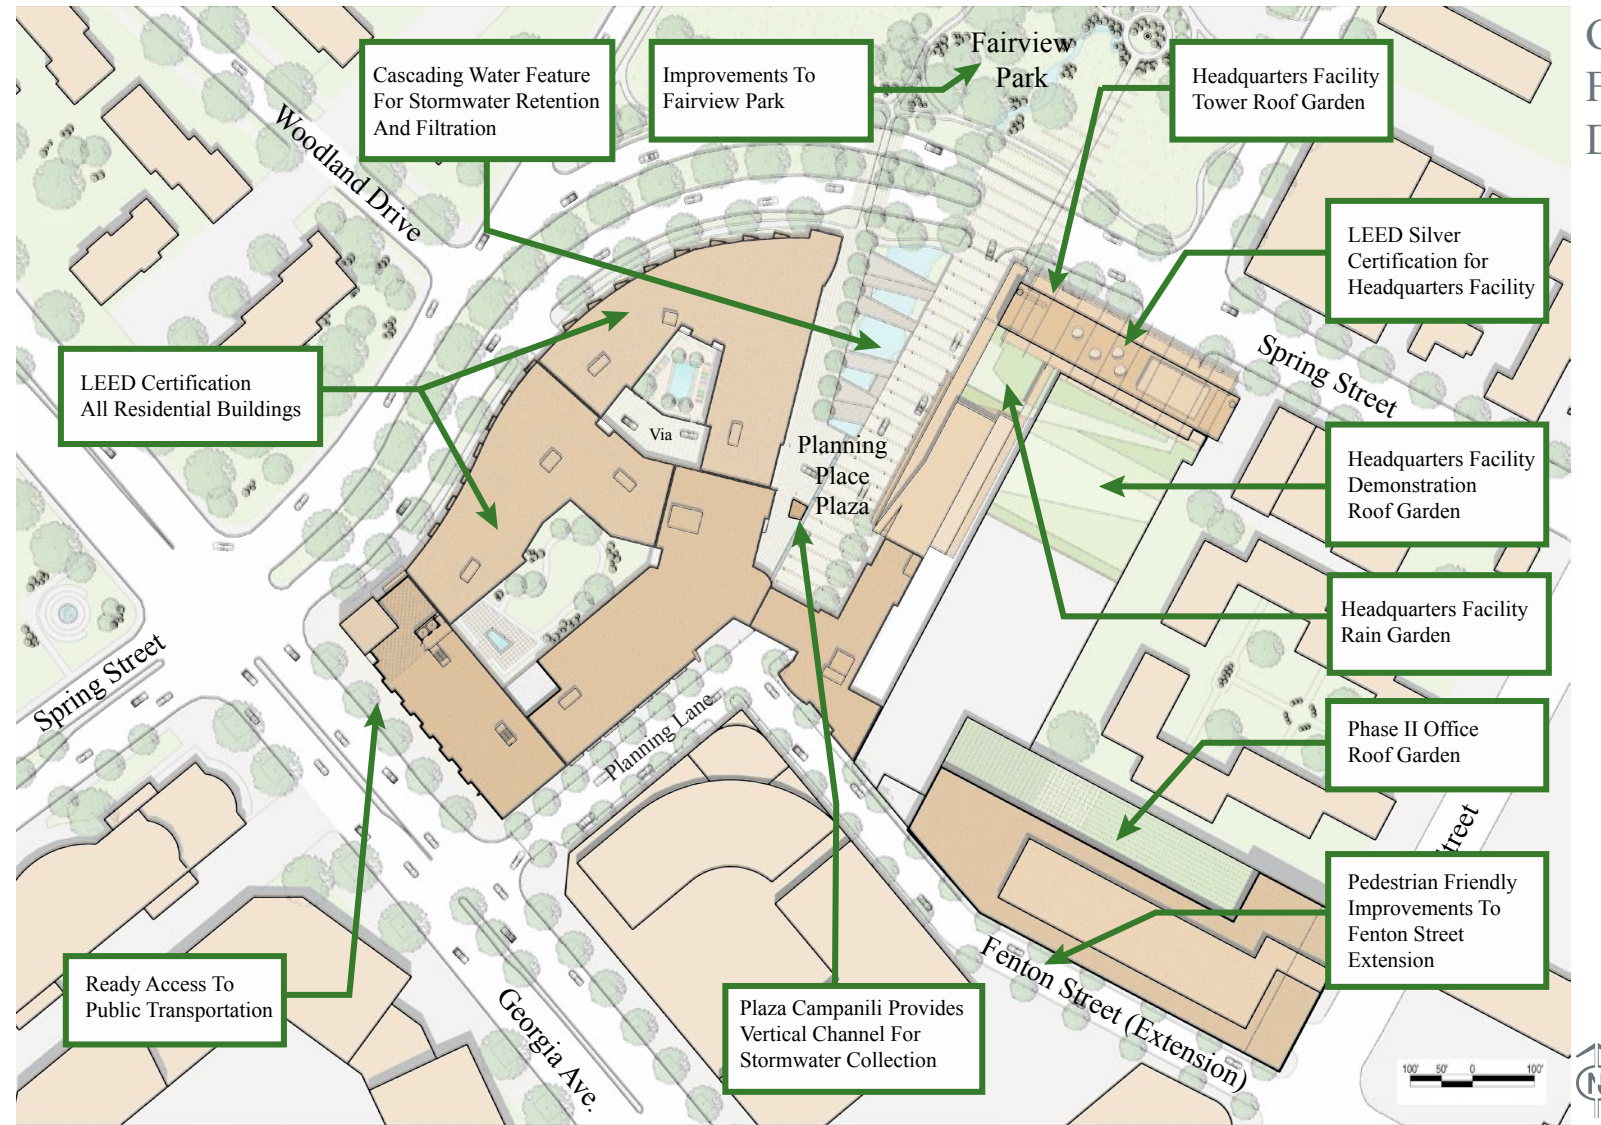 Cascading Water Feature
For Stormwater Retention
And Filtration
Improvements To
Fairview Park
Fairview
Park
Headquarters Facility
Tower Roof Garden
Woodland Drive
LEED Silver
Certification for
Headquarters Facility
Spring Street
LEED Certification
All Residential Buildings
Via
Planning
Place
Plaza
Headquarters Facility
Demonstration
Roof Garden
Headquarters Facility
Rain Garden
Spring Street
Planning Lane
Phase II Office
Roof Garden
Pedestrian Friendly
Improvements To
Fenton Street
Extension
Fenton Street (Extension)
Ready Access To
Public Transportation
Georgia Ave.
Plaza Campanili Provides
Vertical Channel For
Stormwater Collection
100' 50' 0 100'
N